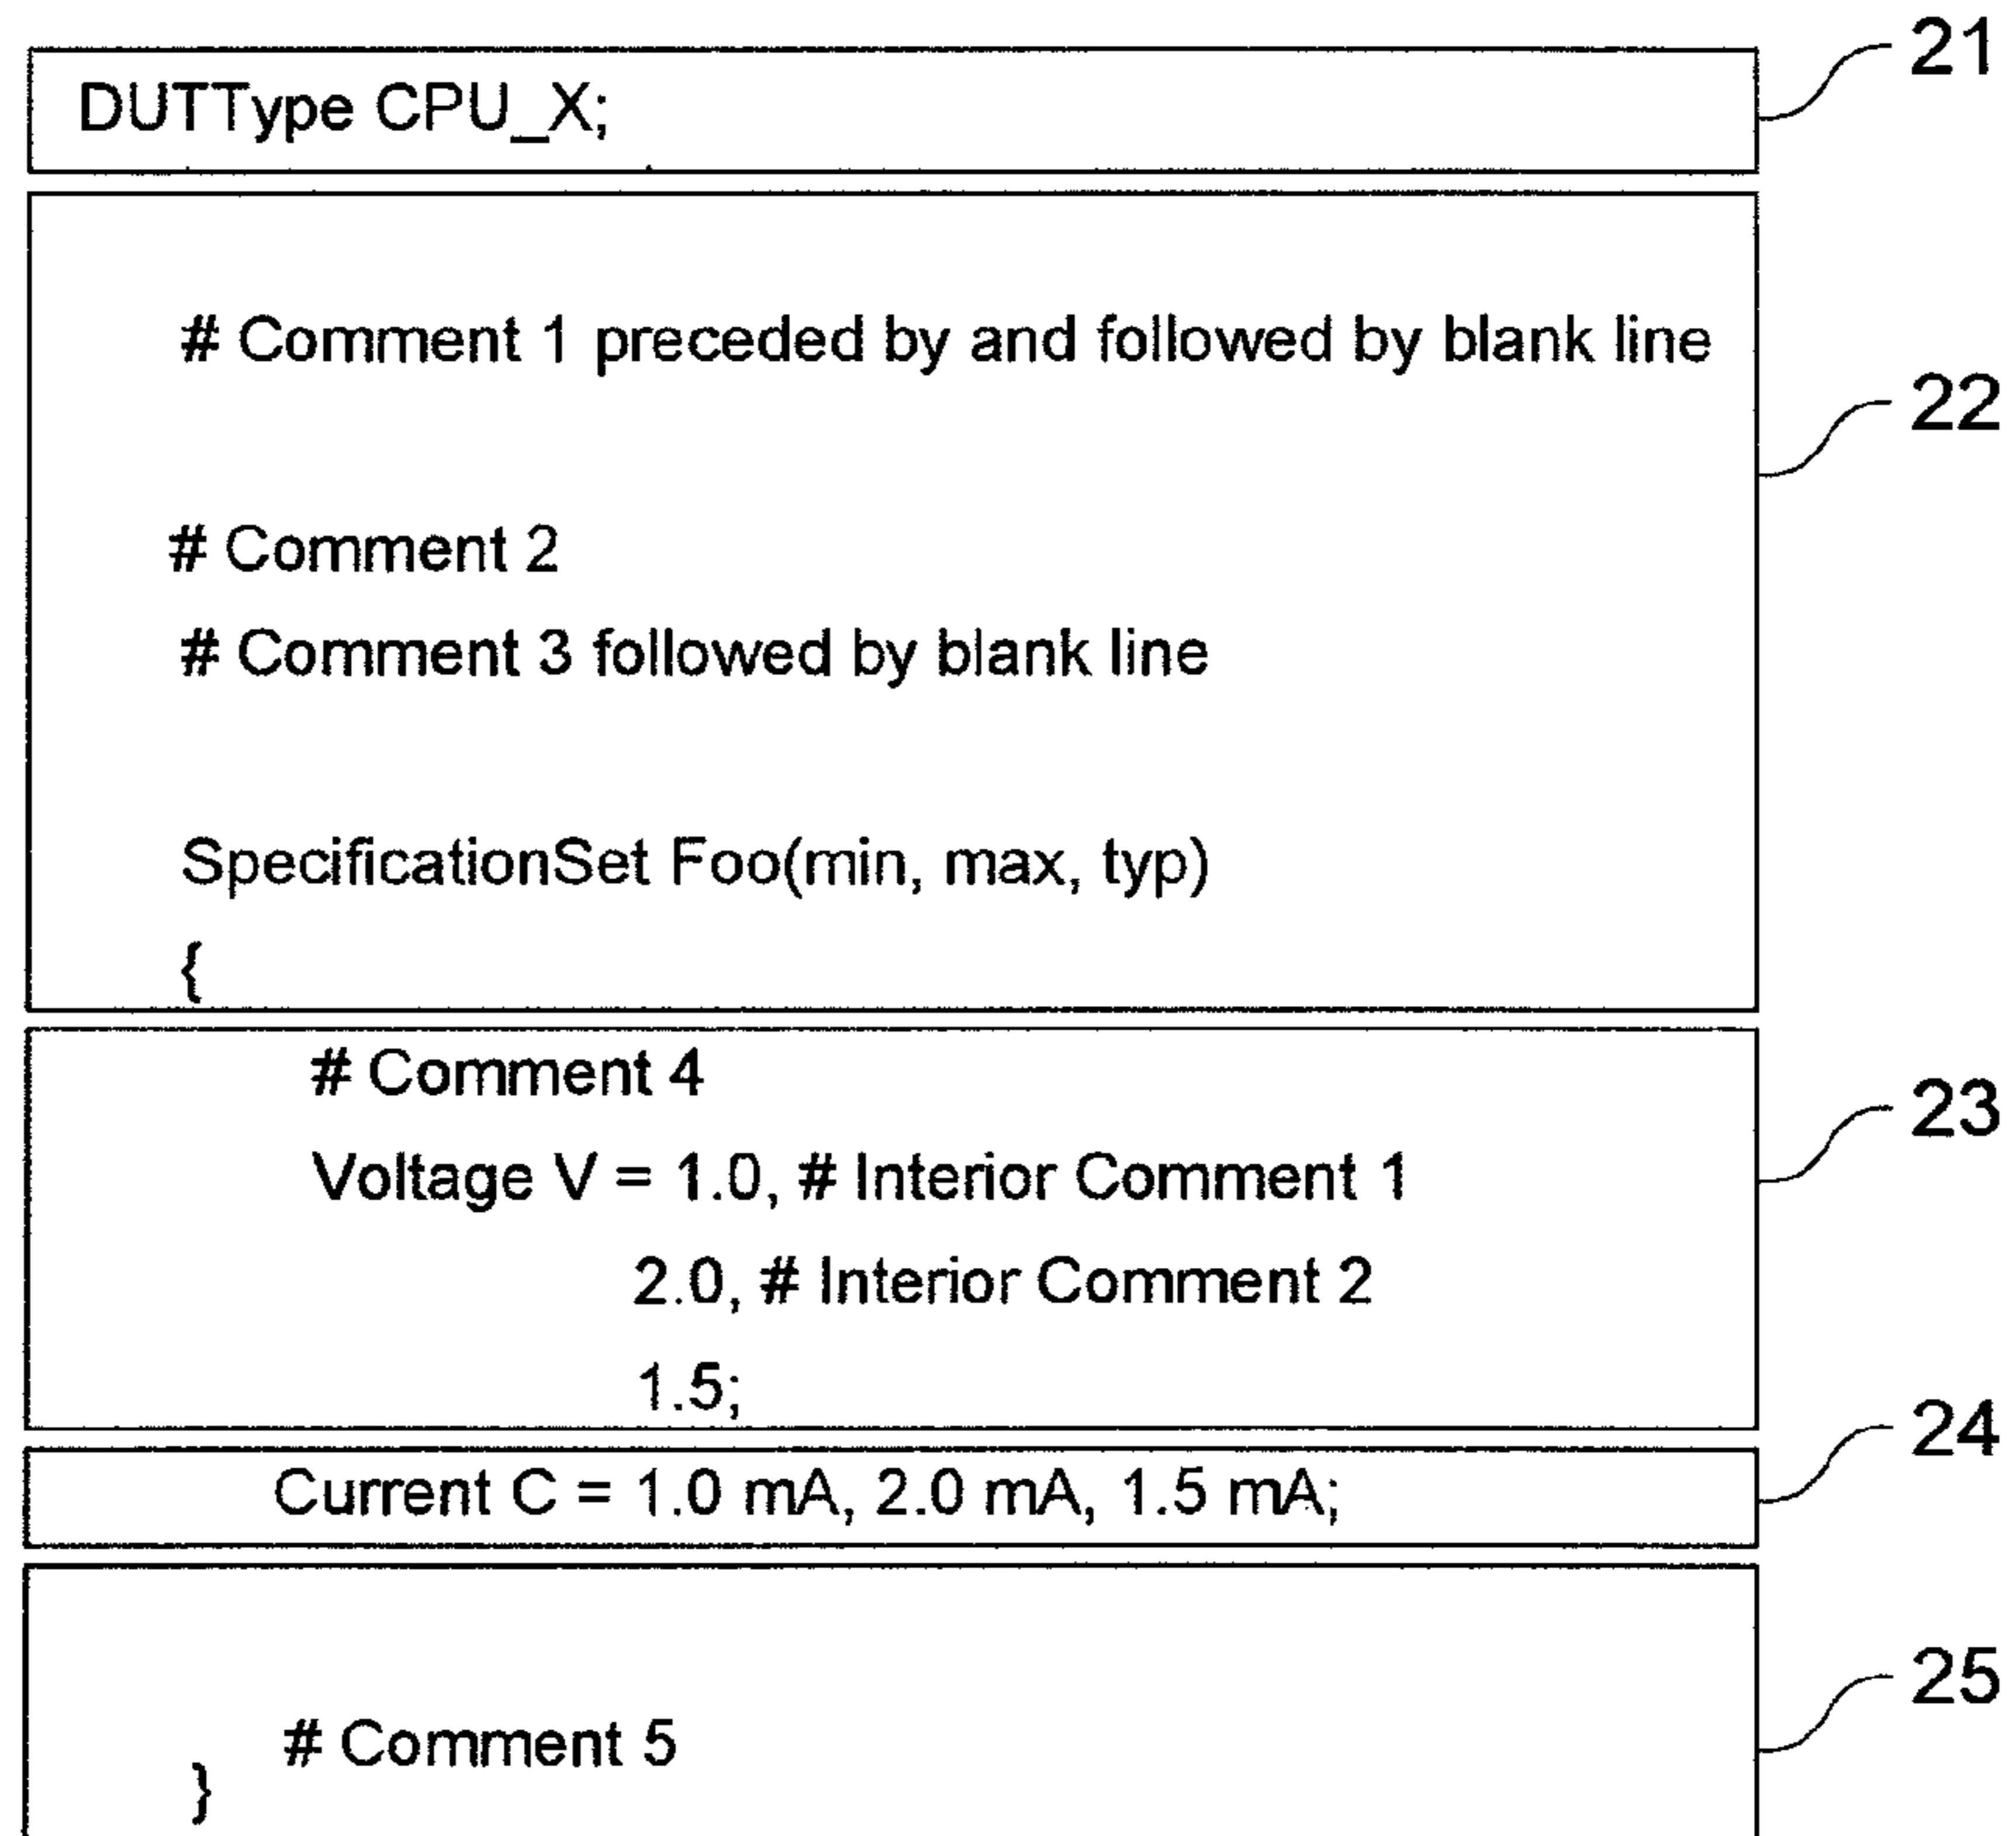 21
DUTType CPU_X;
# Comment 1 preceded by and followed by blank line
22
# Comment 2
# Comment 3 followed by blank line
SpecificationSet Foo(min, max, typ)
{
# Comment 4
23
Voltage V = 1.0, # Interior Comment 1
2.0, # Interior Comment 2
1.5;
24
Current C = 1.0 mA, 2.0 mA, 1.5 mA;
25
# Comment 5
}